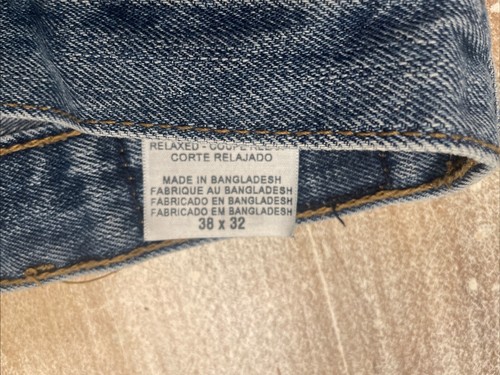 RELAXED - COUPE
CORTE RELAJADO
MADE IN BANGLADESH
FABRIQUE AU BANGLADESH
FABRICADO EN BANGLADESH
FABRICADO EM BANGLADESH
38 x 32